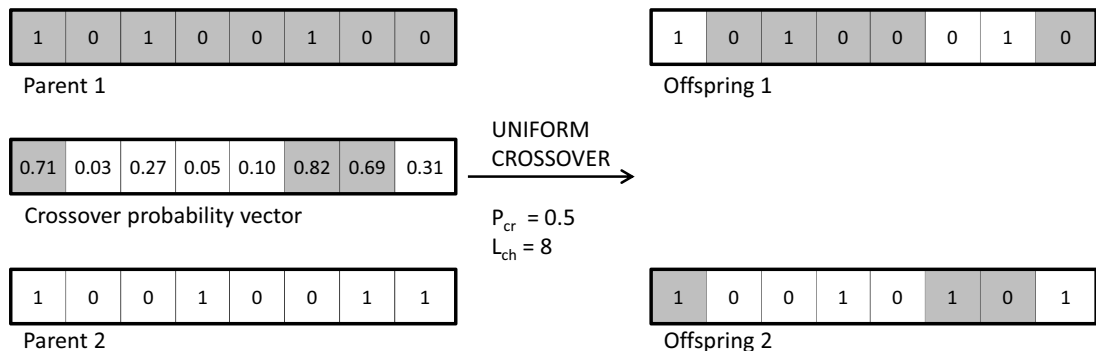 1 0 1 0 0 1 0 0
Parent 1
0.71 0.03 0.27 0.05 0.10 0.82 0.69 0.31
Crossover probability vector
1 0 0 1 0 0 1 1
Parent 2
UNIFORM
CROSSOVER
Pcr = 0.5
Lch = 8
1 0 1 0 0 0 1 0
Offspring 1
1 0 0 1 0 1 0 1
Offspring 2